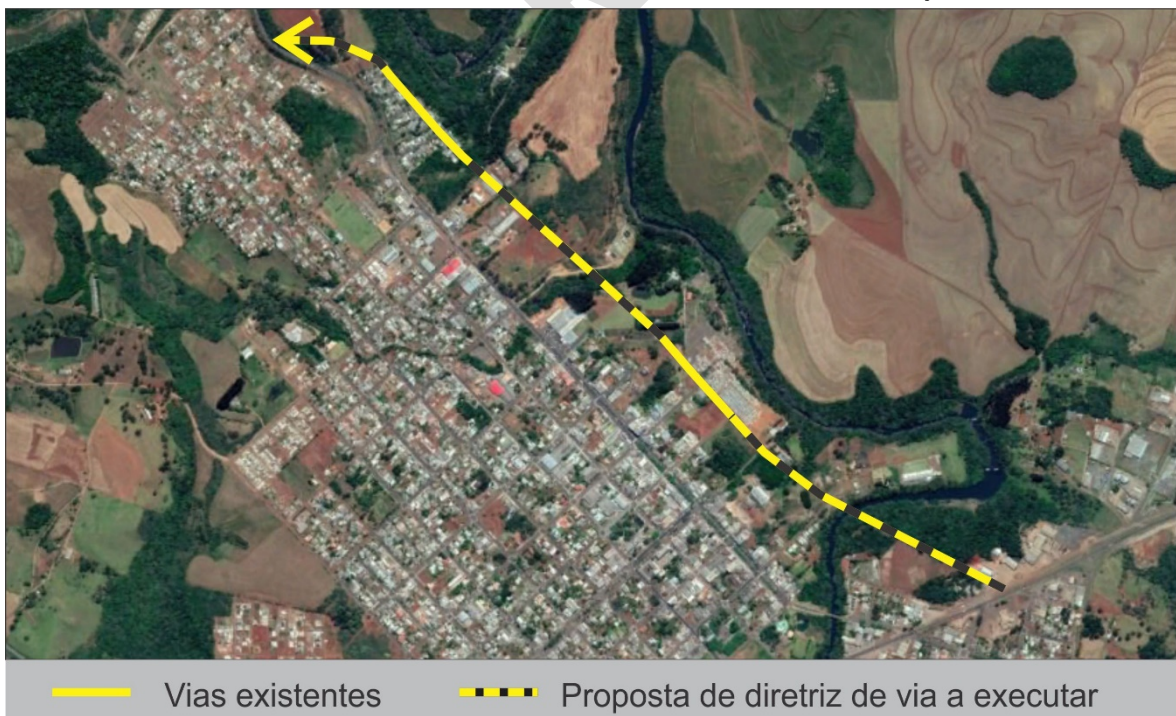 Vias existentes
Proposta de diretriz de via a executar